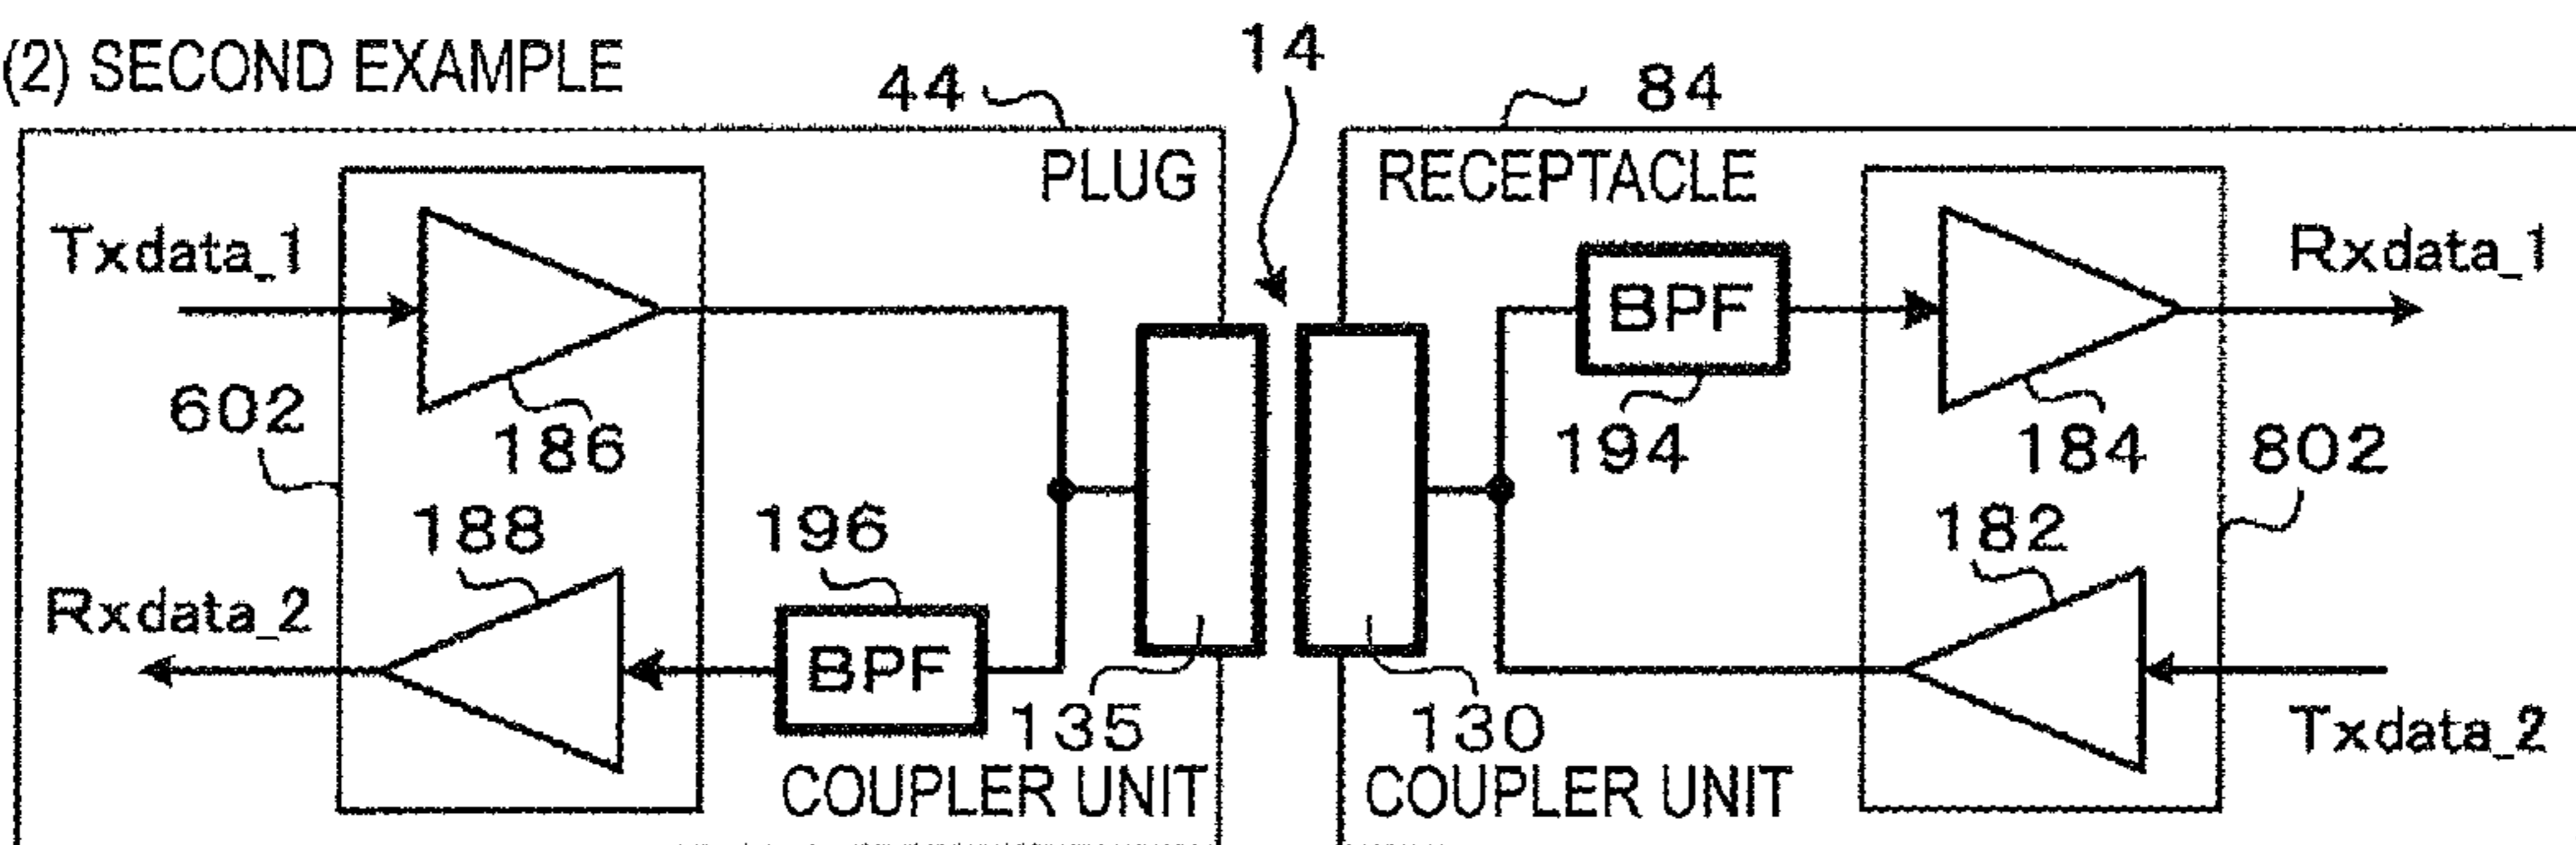 (2) SECOND EXAMPLE
14
44
84
PLUG
RECEPTACLE
Txdata_1
BPF
Rxdata_1
602
186
194
184
802
188
196
182
Rxdata_2
BPF
135
130
Txdata_2
COUPLER UNIT
COUPLER UNIT